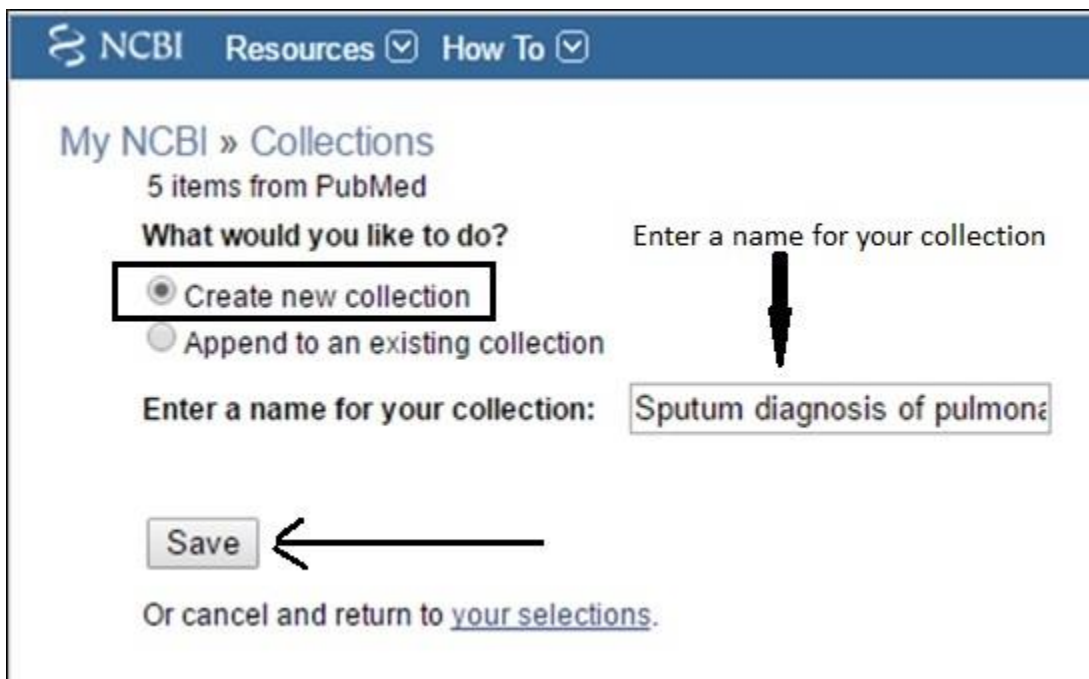 NCBI Resources How To
My NCBI » Collections
5 items from PubMed
What would you like to do?
Enter a name for your collection
Create new collection
Append to an existing collection
Enter a name for your collection: Sputum diagnosis of pulmona
Save
Or cancel and return to your selections.